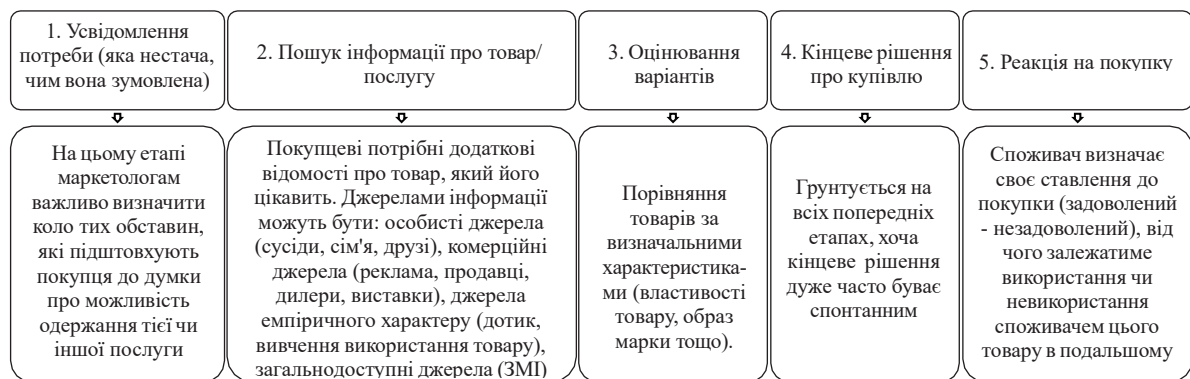 1. Усвідомлення
потреби (яка нестача,
чим вона зумовлена)
2. Пошук інформації про товар/
послугу
3. Оцінювання
варіантів
4. Кінцеве рішення
про купівлю
5. Реакція на покупку
На цьому етапі
маркетологам
важливо визначити
коло тих обставин,
які підштовхують
покупця до думки
про можливість
одержання тієї чи
іншої послуги
Покупцеві потрібні додаткові
відомості про товар, який його
цікавить. Джерелами інформації
можуть бути: особисті джерела
(сусіди, сім'я, друзі), комерційні
джерела (реклама, продавці,
дилери, виставки), джерела
емпіричного характеру (дотик,
вивчення використання товару),
загальнодоступні джерела (ЗМІ)
Порівняння
товарів за
визначальними
характеристика-
ми (властивості
товару, образ
марки тощо).
Грунтується на
всіх попередніх
етапах, хоча
кінцеве рішення
дуже часто буває
спонтанним
Споживач визначає
своє ставлення до
покупки (задоволений
- незадоволений), від
чого залежатиме
використання чи
невикористання
споживачем цього
товару в подальшому